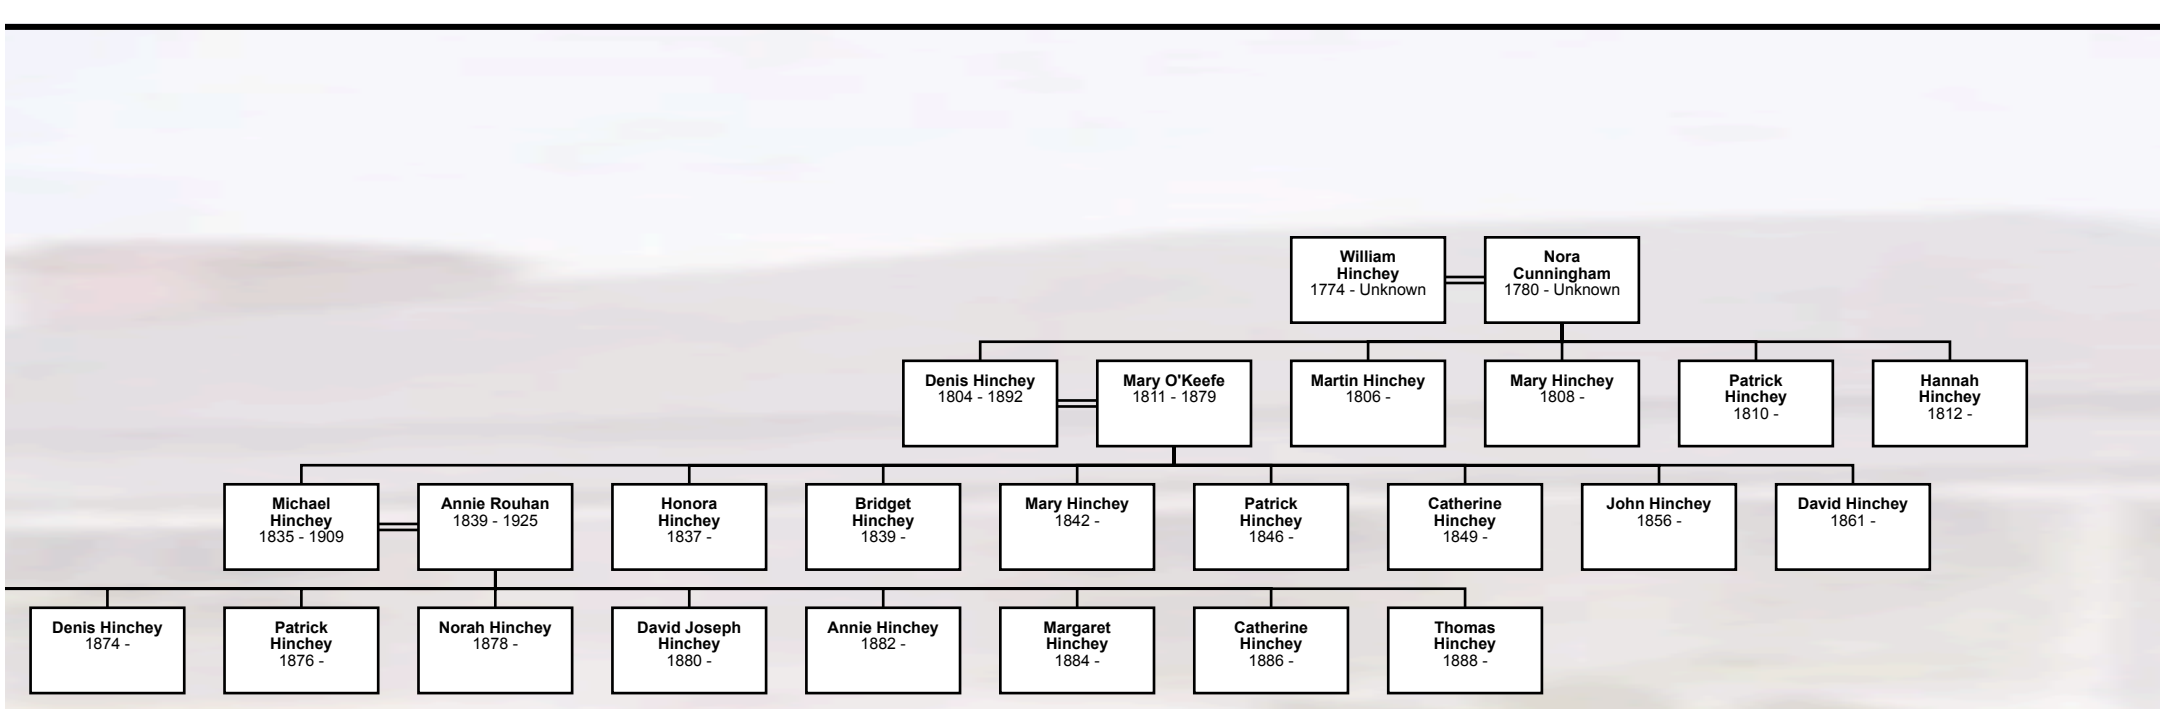 William
Hinchey
1774 - Unknown
Nora
Cunningham
1780 - Unknown
Denis Hinchey
1804 - 1892
Mary O'Keefe
1811 - 1879
Martin Hinchey
1806 -
Mary Hinchey
1808 -
Patrick
Hinchey
1810 -
Hannah
Hinchey
1812 -
Michael
Hinchey
1835 - 1909
Annie Rouhan
1839 - 1925
Honora
Hinchey
1837 -
Bridget
Hinchey
1839 -
Mary Hinchey
1842 -
Patrick
Hinchey
1846 -
Catherine
Hinchey
1849 -
John Hinchey
1856 -
David Hinchey
1861 -
Denis Hinchey
1874 -
Patrick
Hinchey
1876 -
Norah Hinchey
1878 -
David Joseph
Hinchey
1880 -
Annie Hinchey
1882 -
Margaret
Hinchey
1884 -
Catherine
Hinchey
1886 -
Thomas
Hinchey
1888 -